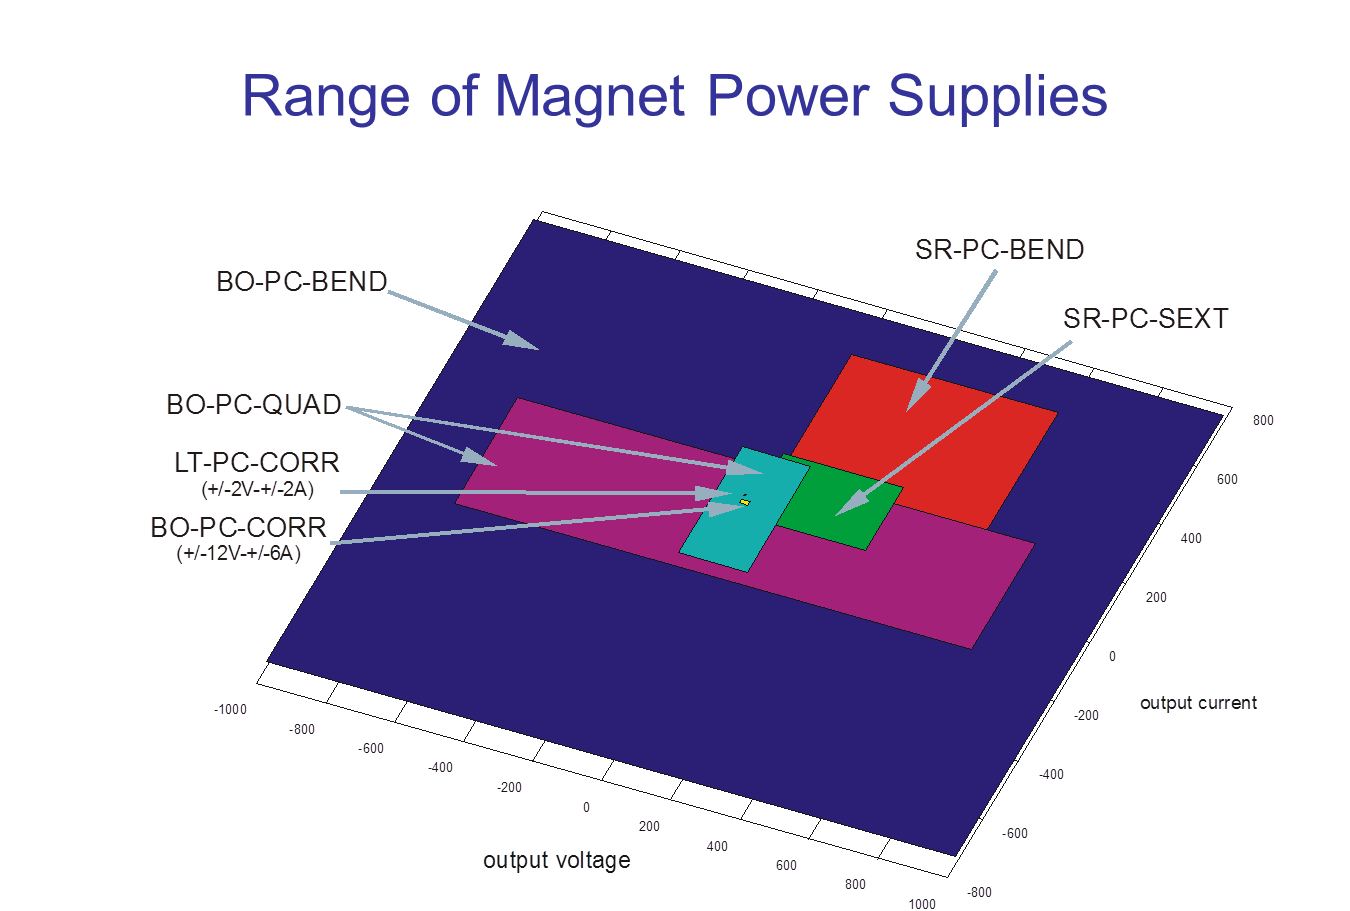 Range of Magnet Power Supplies
SR-PC-BEND
BO-PC-BEND
SR-PC-SEXT
BO-PC-QUAD
LT-PC-CORR
(+/-2V-+/-2A)
BO-PC-CORR
(+/-12V-+/-6A)
800
600
400
200
0
-200
-400
-600
-800
output current
-1000
-800
-600
-400
-200
0
200
400
600
800
1000
output voltage